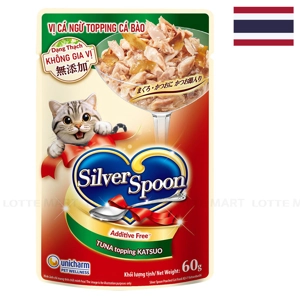 VỊ CÁ NGỪ TOPPING CÁ BÀO
Dạng Thạch
KHÔNG GIA VỊ
無添加
まぐろ・かつおに かつお節入り
Silver Spoon
Additive Free
TUNA topping KATSUO
unicharm
PET WELLNESS
Khối lượng tịnh/ Net Weight: 60g
LOTTE MART
LOTTE MART